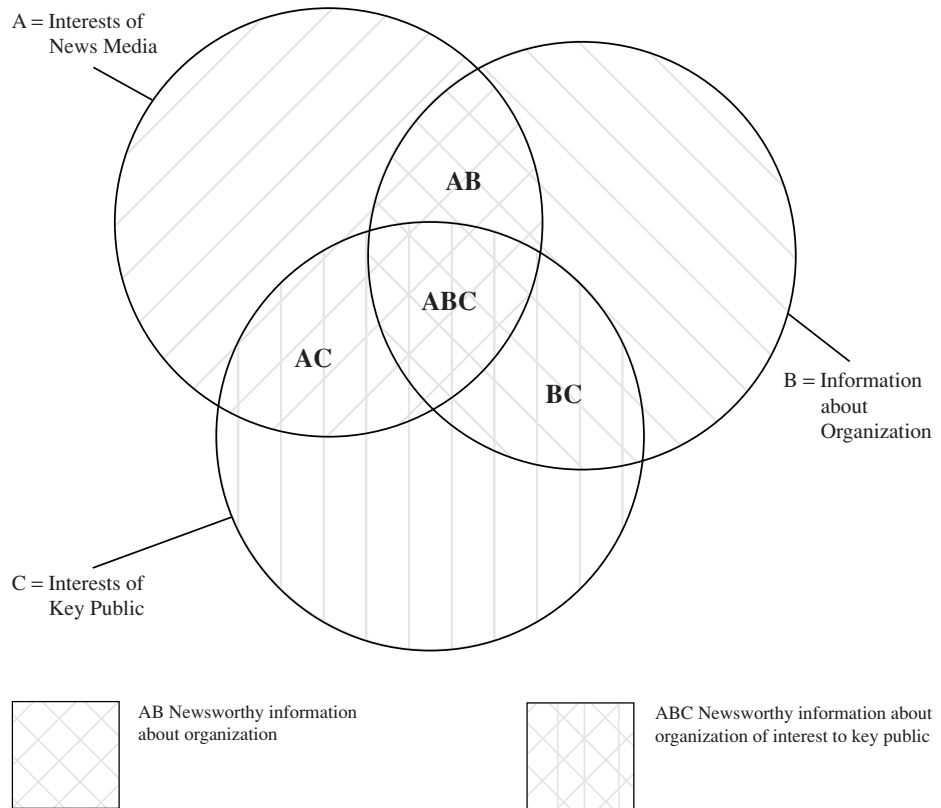 A = Interests of
News Media
AB
ABC
AC
BC
B = Information
about
Organization
C = Interests of
Key Public
AB Newsworthy information
about organization
ABC Newsworthy information about
organization of interest to key public